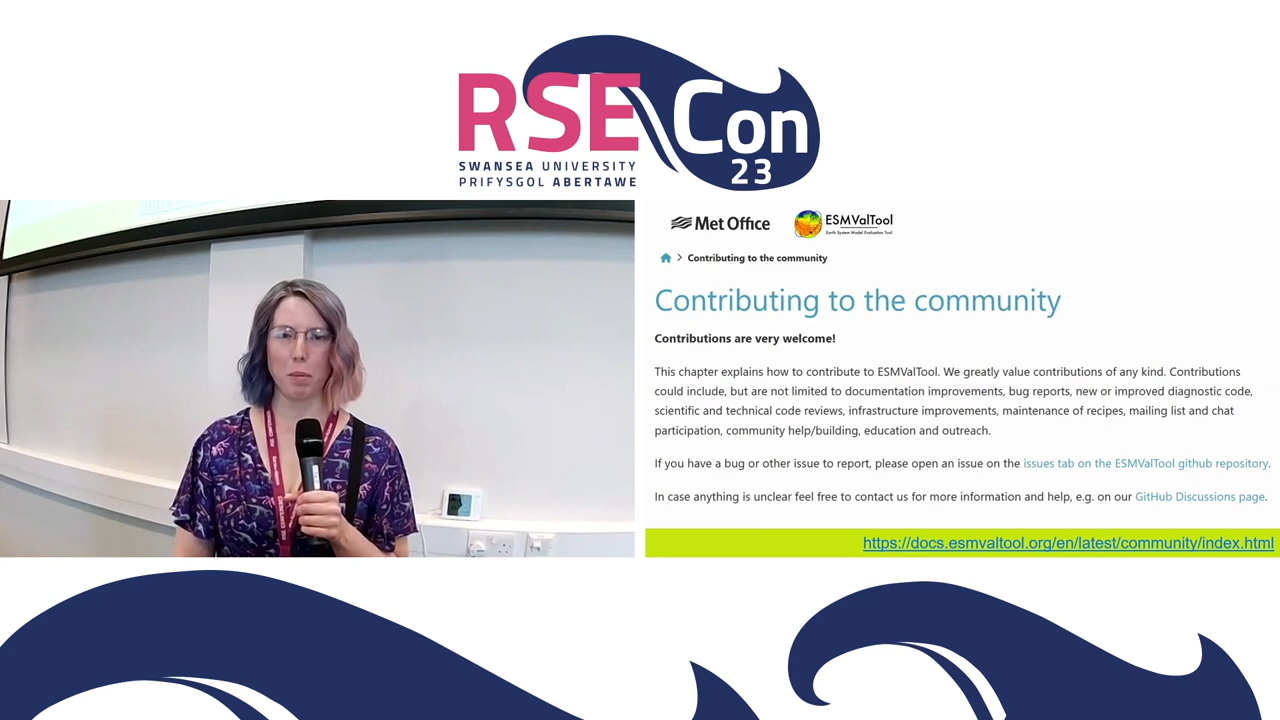 RSE Con
23
SWANSEA UNIVERSITY
PRIFYSGOL ABERTAWE
Met Office
ESMValTool
Earth System Model Evaluation Tool
Contributing to the community
Contributing to the community
Contributions are very welcome!
This chapter explains how to contribute to ESMValTool. We greatly value contributions of any kind. Contributions
could include, but are not limited to documentation improvements, bug reports, new or improved diagnostic code,
scientific and technical code reviews, infrastructure improvements, maintenance of recipes, mailing list and chat
participation, community help/building, education and outreach.
If you have a bug or other issue to report, please open an issue on the issues tab on the ESMValTool github repository.
In case anything is unclear feel free to contact us for more information and help, e.g. on our GitHub Discussions page.
https://docs.esmvaltool.org/en/latest/community/index.html